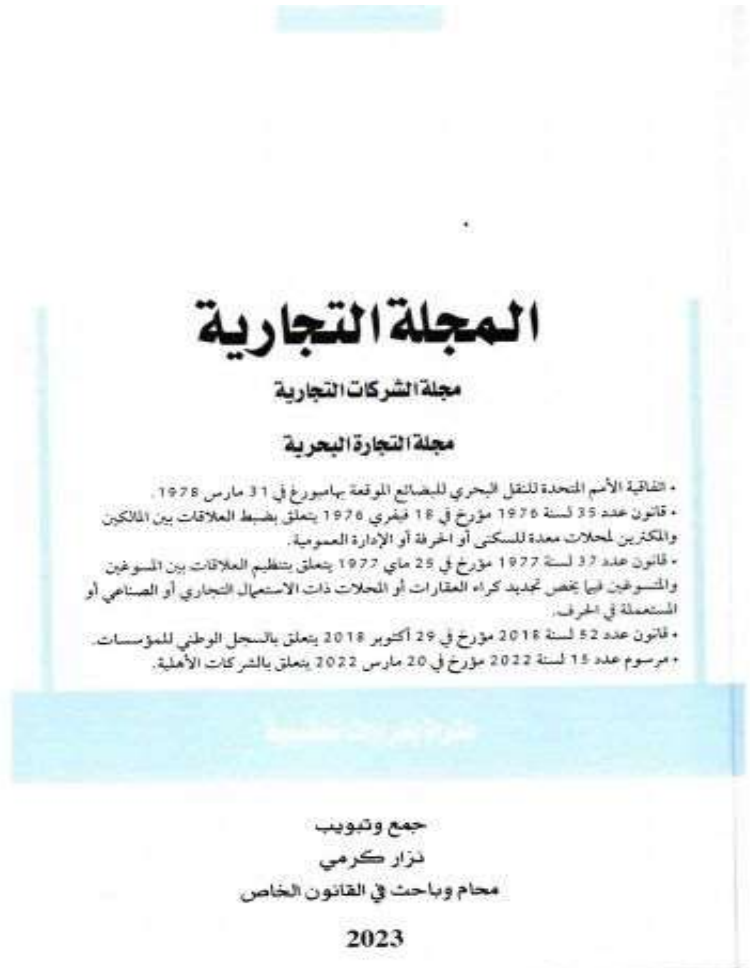 المجلة التجارية
مجلة الشركات التجارية
مجلة التجارة البحرية
• اتفاقية الأمم المتحدة للنقل البحري للبضائع الموقعة بهامبورغ في 31 مارس 1978.
• قانون عدد 35 لسنة 1976 مؤرخ في 18 فيفري 1976 يتعلق بضبط العلاقات بين المالكين
والمكترين لمحلات معدة للسكنى أو الحرفة أو الإدارة العمومية.
• قانون عدد 37 لسنة 1977 مؤرخ في 25 ماي 1977 يتعلق بتنظيم العلاقات بين المسوغين
والمتسوغين فيما يخص تجديد كراء العقارات أو المحلات ذات الاستعمال التجاري أو الصناعي أو
المستعملة في الحرف.
• قانون عدد 52 لسنة 2018 مؤرخ في 29 أكتوبر 2018 يتعلق بالسجل الوطني للمؤسسات.
• مرسوم عدد 15 لسنة 2022 مؤرخ في 20 مارس 2022 يتعلق بالشركات الأهلية.
جمع وتبويب
نزار كرمي
محام وباحث في القانون الخاص
2023